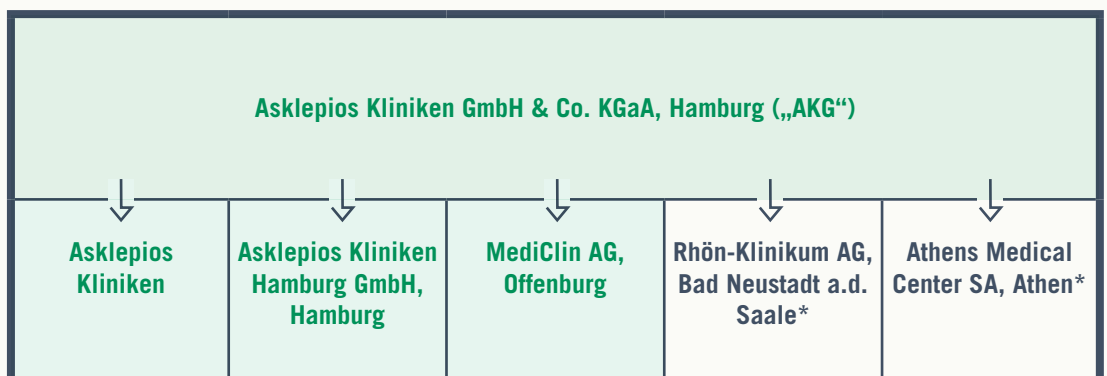 Asklepios Kliniken GmbH & Co. KGaA, Hamburg („AKG“)
Asklepios
Kliniken
Asklepios Kliniken
Hamburg GmbH,
Hamburg
MediClin AG,
Offenburg
Rhön-Klinikum AG,
Bad Neustadt a.d.
Saale*
Athens Medical
Center SA, Athen*